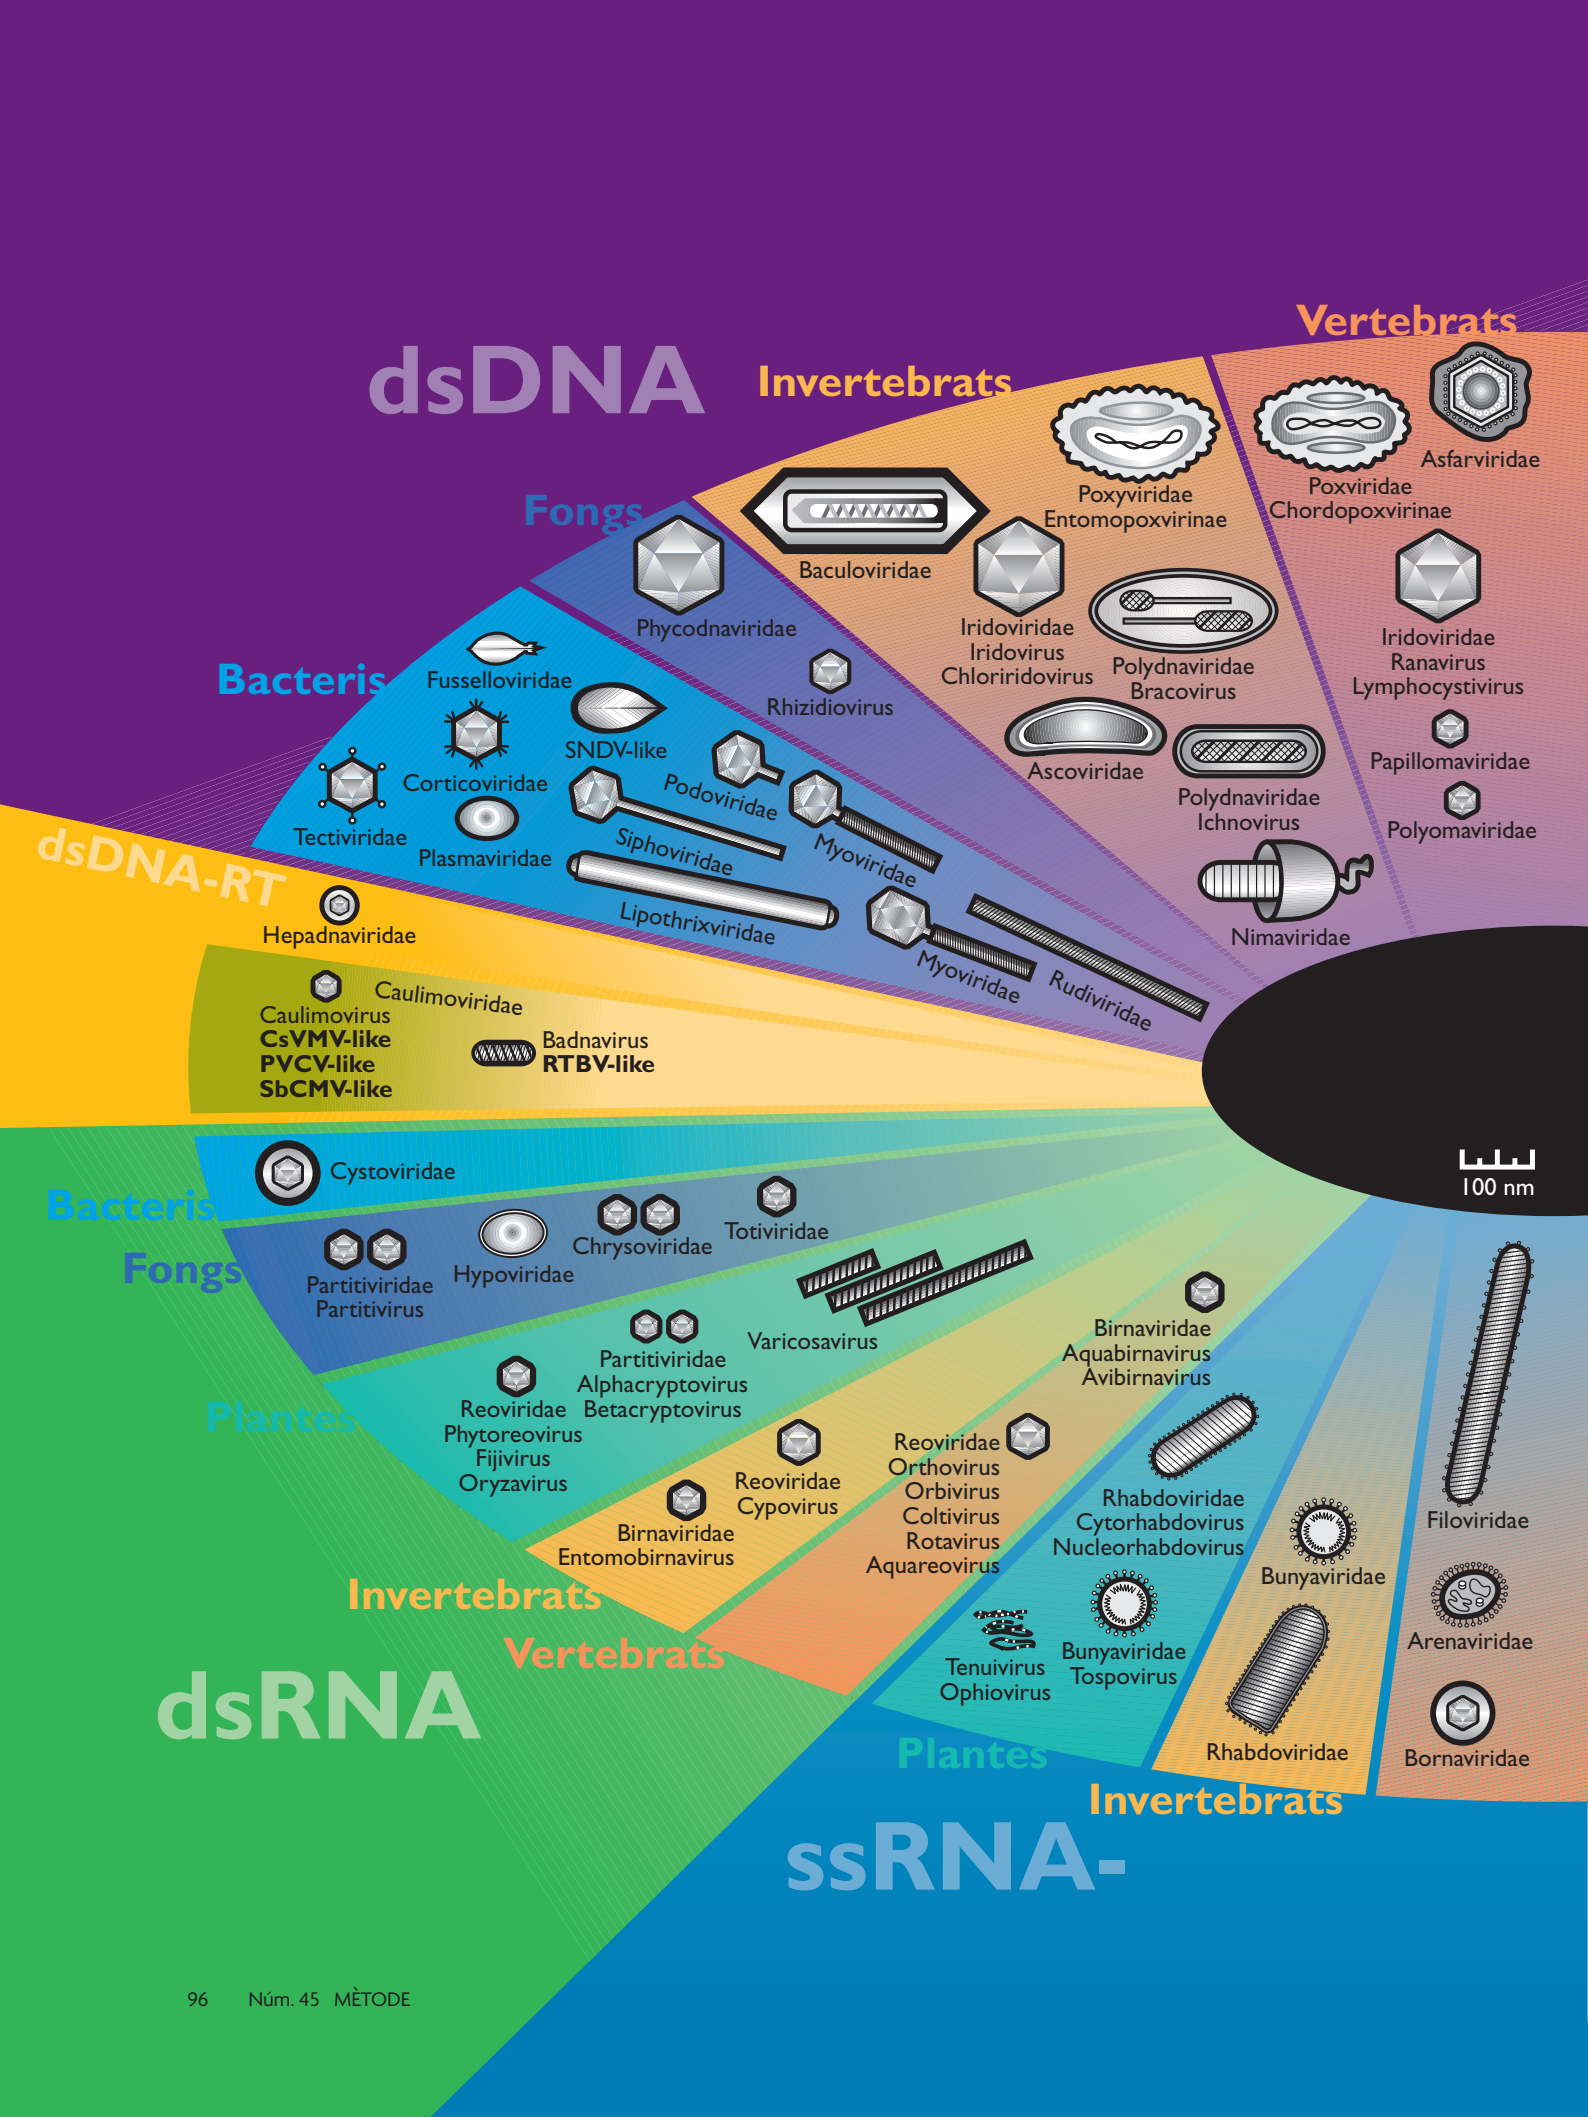 Vertebrats
dsDNA
Invertebrats
Asfarviridae
Poxviridae
Chordopoxvirinae
Poxyviridae
Entomopoxvirinae
Fongs
Baculoviridae
Phycodnaviridae
Iridoviridae
Iridovirus
Chloriridovirus
Polydnaviridae
Bracovirus
Iridoviridae
Ranavirus
Lymphocystivirus
Bacteris
Fusselloviridae
Rhizidiovirus
SNDV-like
Corticoviridae
Podoviridae
Ascoviridae
Papillomaviridae
Polydnaviridae
Ichnovirus
Polyomaviridae
Tectiviridae
Plasmaviridae
Siphoviridae
Myoviridae
Lipothrixviridae
Nimaviridae
Myoviridae
Rudiviridae
dsDNA-RT
Hepadnaviridae
Caulimoviridae
Caulimovirus
CsVMV-like
PVCV-like
SbCMV-like
Badnavirus
RTBV-like
100 nm
Bacteris
Cystoviridae
Fongs
Partitiviridae
Partitivirus
Hypoviridae
Chrysoviridae
Totiviridae
Plantes
Reoviridae
Phytoreovirus
Fijivirus
Oryzavirus
Partitiviridae
Alphacryptovirus
Betacryptovirus
Varicosavirus
Invertebrats
Birnaviridae
Entomobirnavirus
Reoviridae
Cypovirus
Vertebrats
Reoviridae
Orthovirus
Orbivirus
Coltivirus
Rotavirus
Aquareovirus
Birnaviridae
Aquabirnavirus
Avibirnavirus
dsRNA
Rhabdoviridae
Cytorhabdovirus
Nucleorhabdovirus
Tenuivirus
Ophiovirus
Bunyaviridae
Tospovirus
Plantes
Bunyaviridae
Rhabdoviridae
Invertebrats
Filoviridae
Arenaviridae
Bornaviridae
ssRNA-
96 Núm. 45 MÈTODE